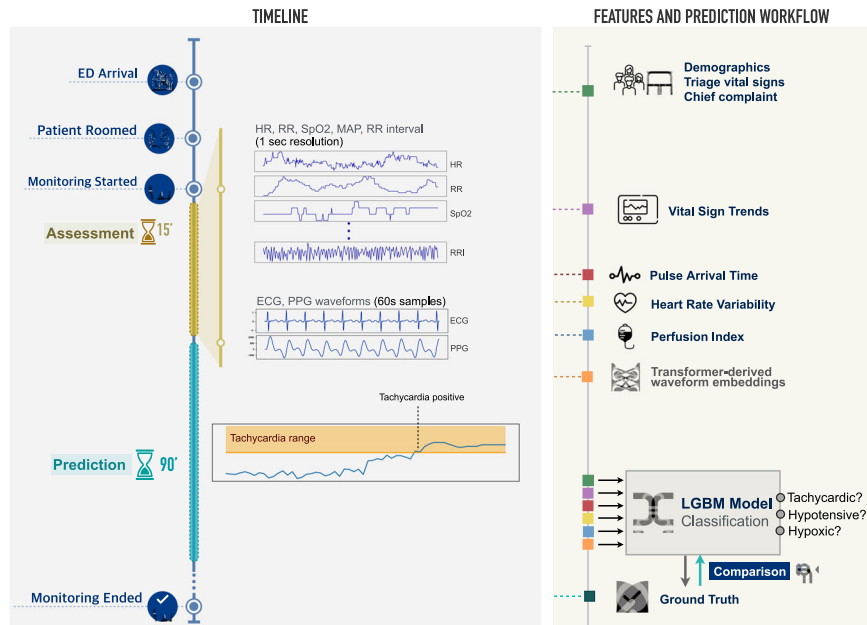 TIMELINE
FEATURES AND PREDICTION WORKFLOW
ED Arrival
Patient Roomed
Monitoring Started
Assessment 15'
Prediction 90'
Monitoring Ended
HR, RR, SpO2, MAP, RR interval
(1 sec resolution)
HR
RR
SpO2
RRI
ECG, PPG waveforms (60s samples)
ECG
PPG
Tachycardia positive
Tachycardia range
Demographics
Triage vital signs
Chief complaint
Vital Sign Trends
Pulse Arrival Time
Heart Rate Variability
Perfusion Index
Transformer-derived
waveform embeddings
LGBM Model
Classification
Tachycardic?
Hypotensive?
Hypoxic?
Comparison
Ground Truth